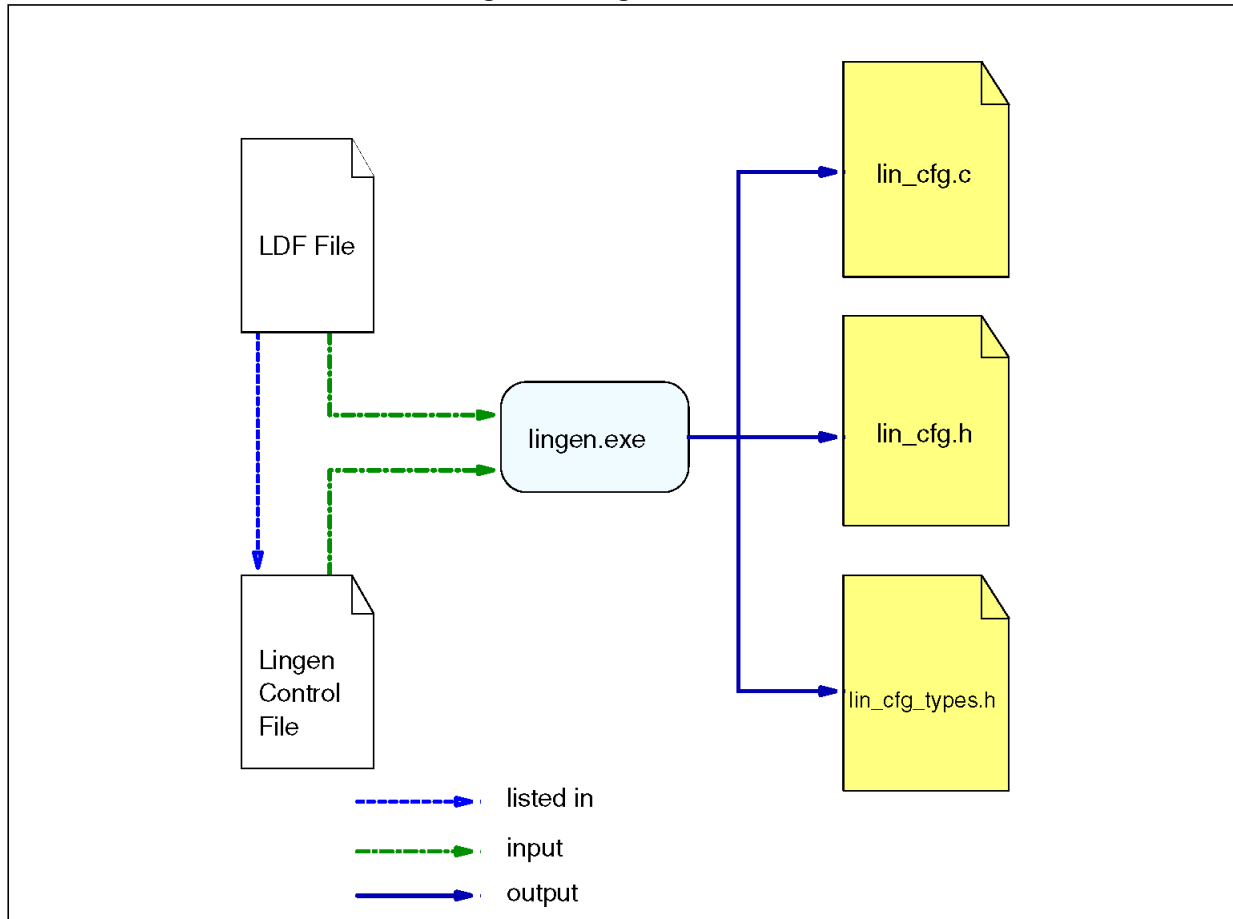 lin_cfg.c
LDF File
lingen.exe
lin_cfg.h
Lingen
Control
File
lin_cfg_types.h
listed in
input
output